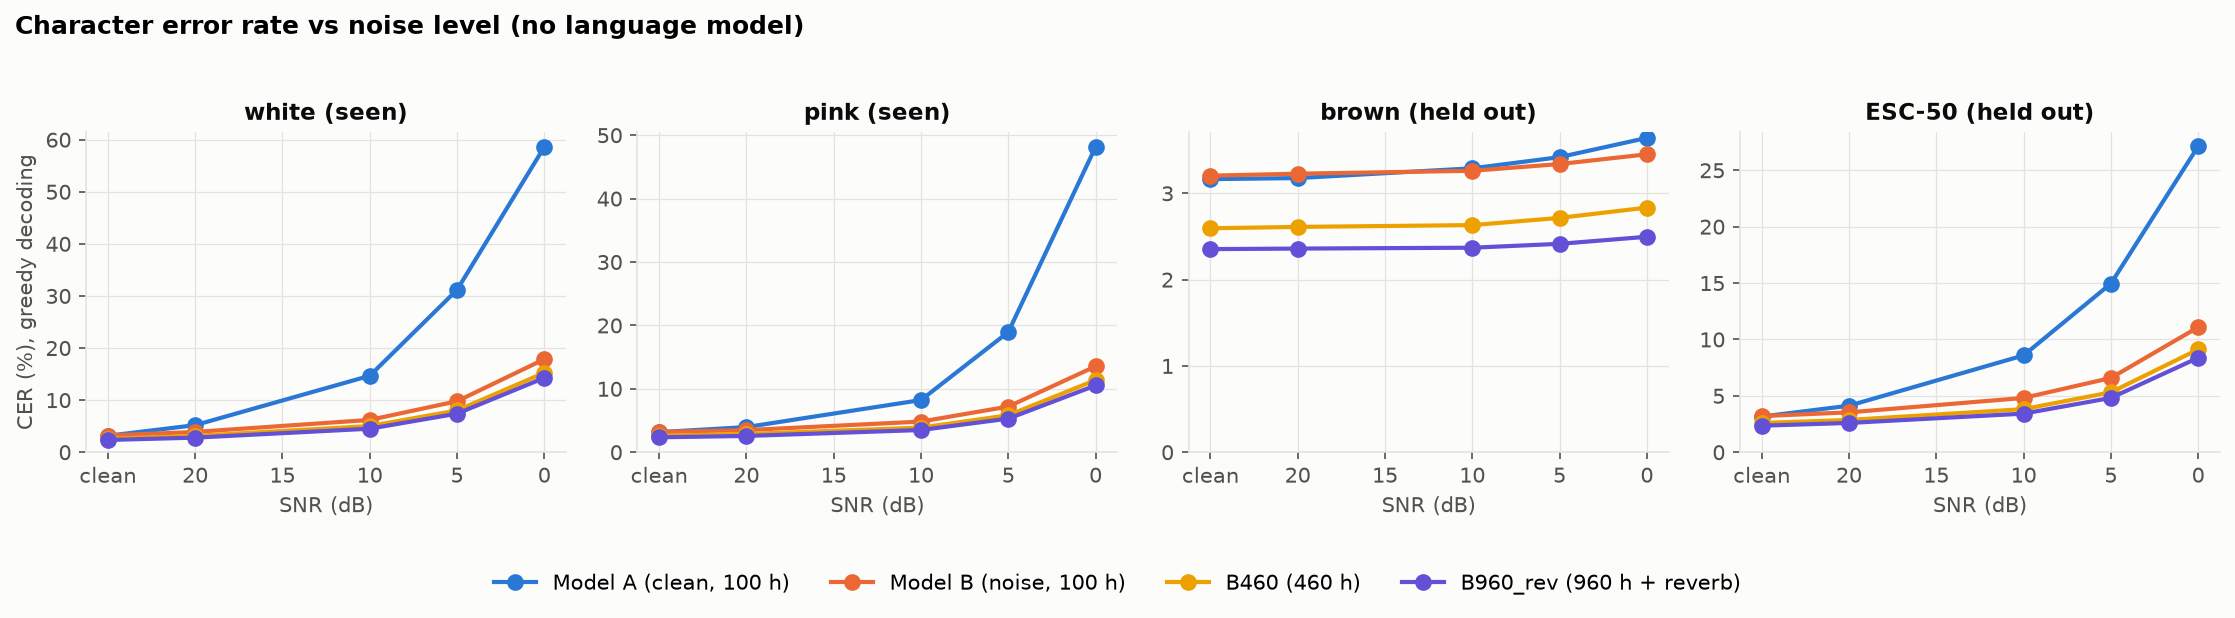 Character error rate vs noise level (no language model)
white (seen)
CER (%), greedy decoding
60
50
40
30
20
10
0
clean 20 15 10 5 0
SNR (dB)
pink (seen)
50
40
30
20
10
0
clean 20 15 10 5 0
SNR (dB)
brown (held out)
3
2
1
0
clean 20 15 10 5 0
SNR (dB)
ESC-50 (held out)
25
20
15
10
5
0
clean 20 15 10 5 0
SNR (dB)
Model A (clean, 100 h) Model B (noise, 100 h) B460 (460 h) B960_rev (960 h + reverb)